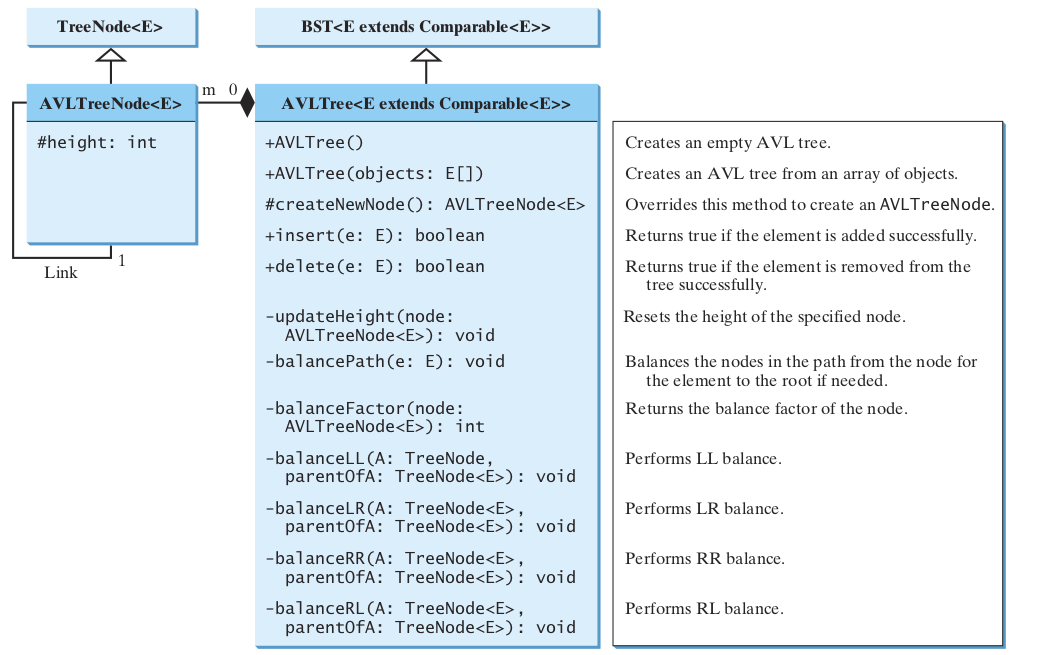 TreeNode<E>
BST<E extends Comparable<E>>
AVLTreeNode<E>
#height: int
Link
1
m
0
AVLTree<E extends Comparable<E>>
+AVLTree()
Creates an empty AVL tree.
+AVLTree(objects: E[])
Creates an AVL tree from an array of objects.
#createNewNode(): AVLTreeNode<E>
Overrides this method to create an AVLTreeNode.
+insert(e: E): boolean
Returns true if the element is added successfully.
+delete(e: E): boolean
Returns true if the element is removed from the
tree successfully.
-updateHeight(node:
AVLTreeNode<E>): void
Resets the height of the specified node.
-balancePath(e: E): void
Balances the nodes in the path from the node for
the element to the root if needed.
-balanceFactor(node:
AVLTreeNode<E>): int
Returns the balance factor of the node.
-balanceLL(A: TreeNode,
parentOfA: TreeNode<E>): void
Performs LL balance.
-balanceLR(A: TreeNode<E>,
parentOfA: TreeNode<E>): void
Performs LR balance.
-balanceRR(A: TreeNode<E>,
parentOfA: TreeNode<E>): void
Performs RR balance.
-balanceRL(A: TreeNode<E>,
parentOfA: TreeNode<E>): void
Performs RL balance.